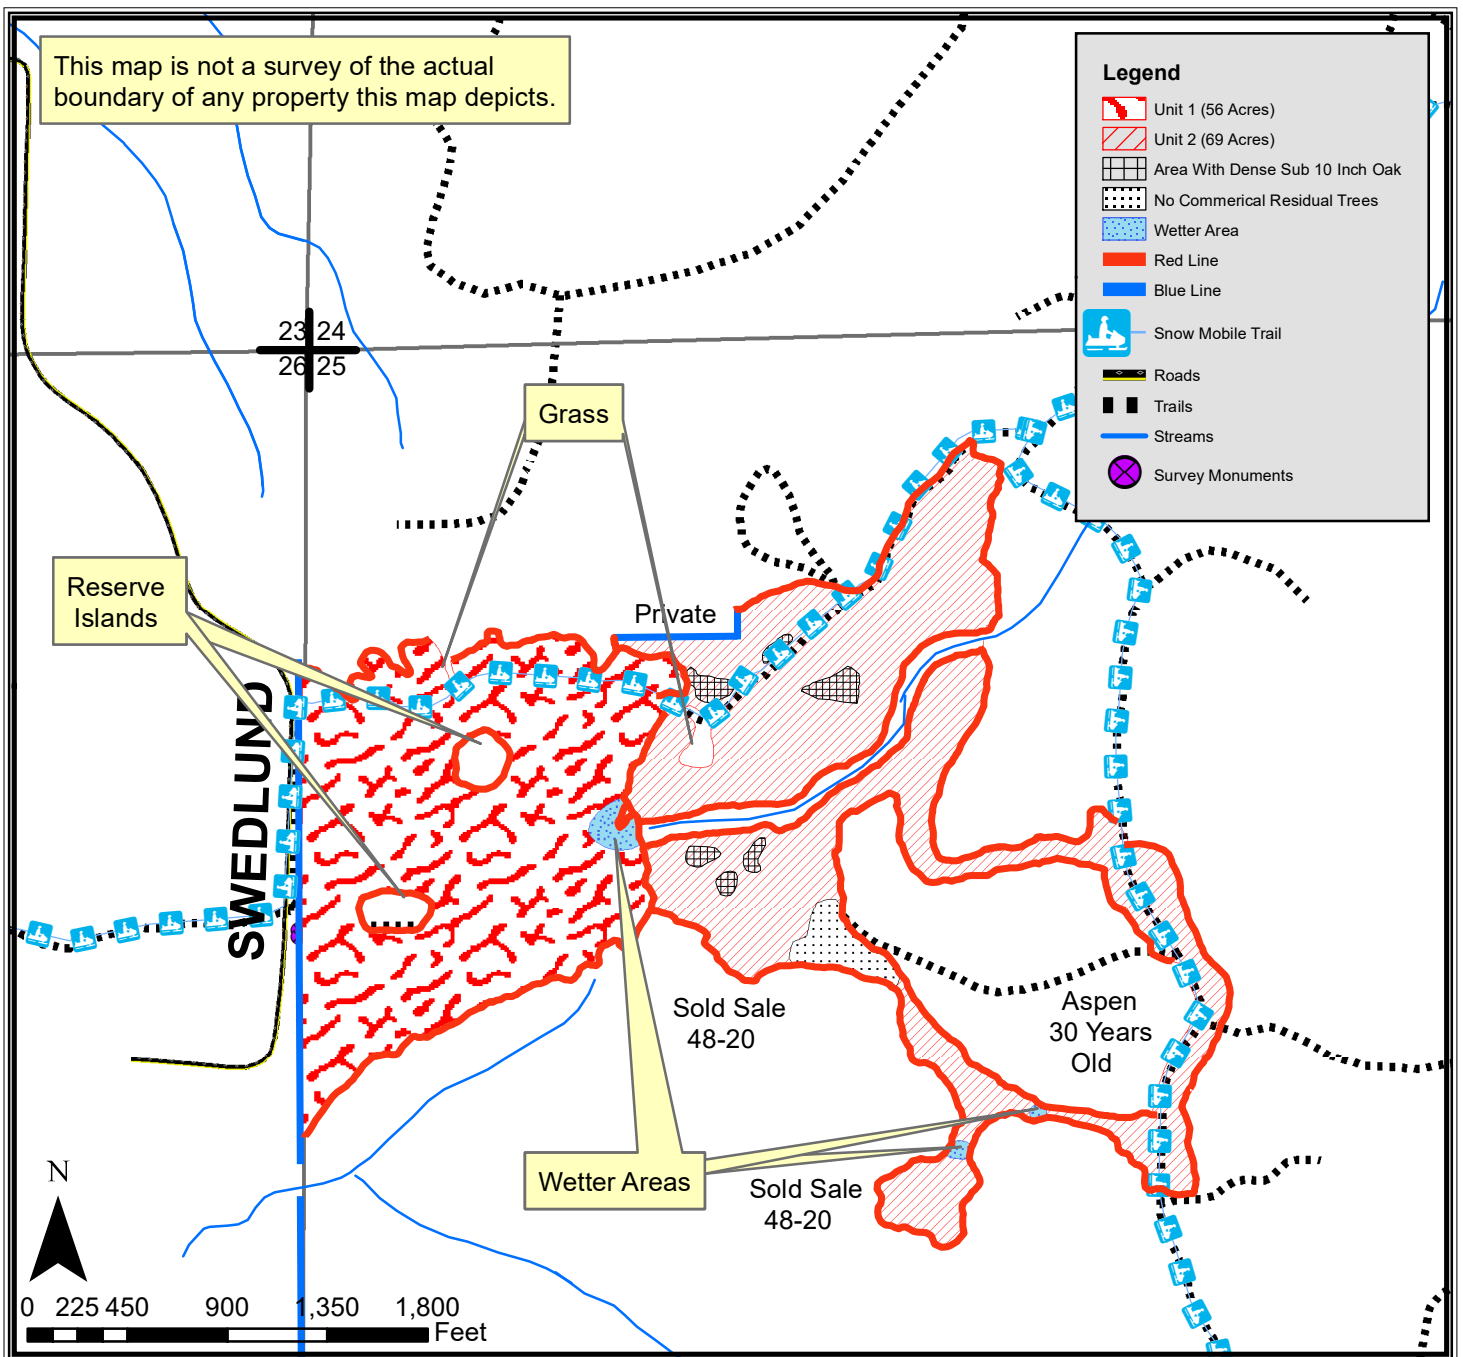 This map is not a survey of the actual
boundary of any property this map depicts.
Legend
Unit 1 (56 Acres)
Unit 2 (69 Acres)
Area With Dense Sub 10 Inch Oak
No Commerical Residual Trees
Wetter Area
Red Line
Blue Line
Snow Mobile Trail
Roads
Trails
Streams
Survey Monuments
23 24
26 25
Grass
Reserve
Islands
Private
SWEDLUND
Sold Sale
48-20
Aspen
30 Years
Old
Wetter Areas
Sold Sale
48-20
N
0 225 450 900 1,350 1,800
Feet